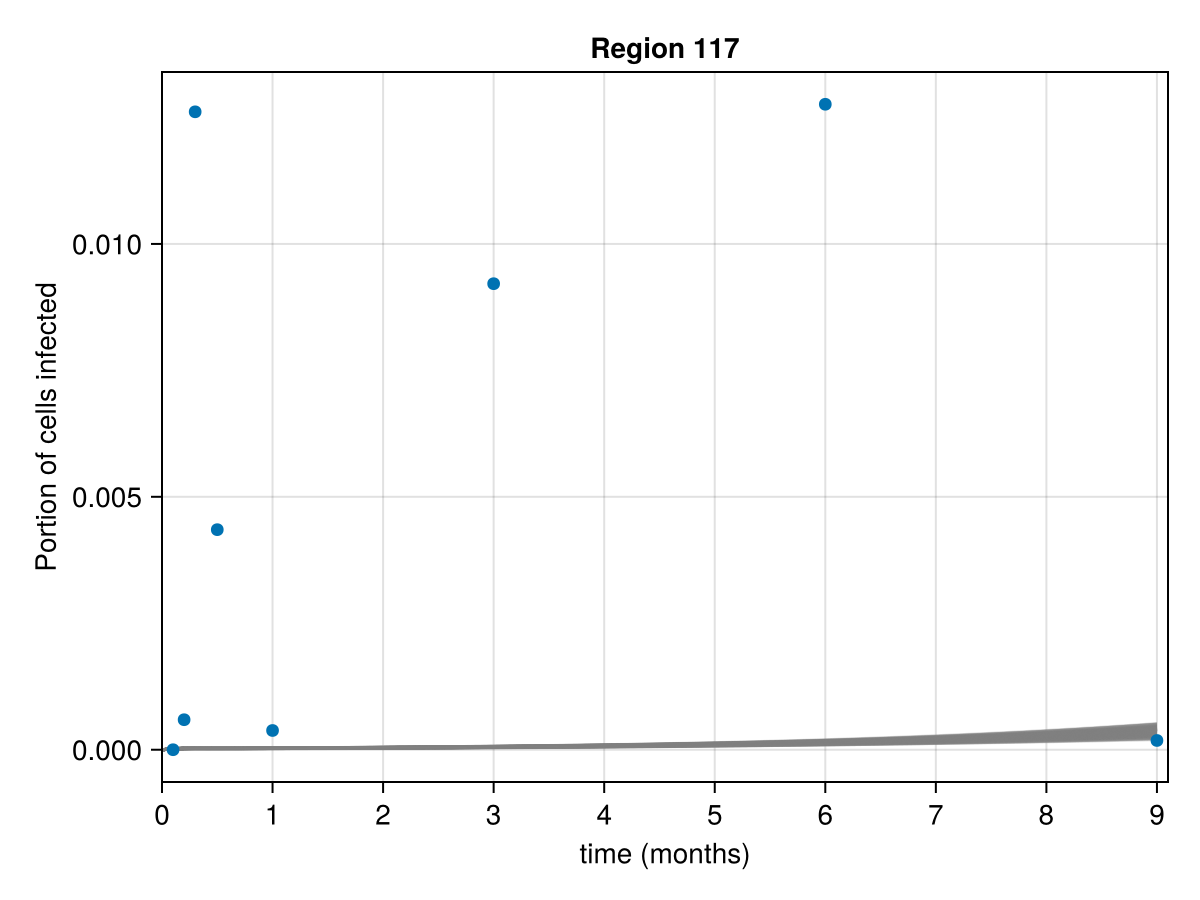 Region 117
Portion of cells infected
0.010
0.005
0.000
0 1 2 3 4 5 6 7 8 9
time (months)